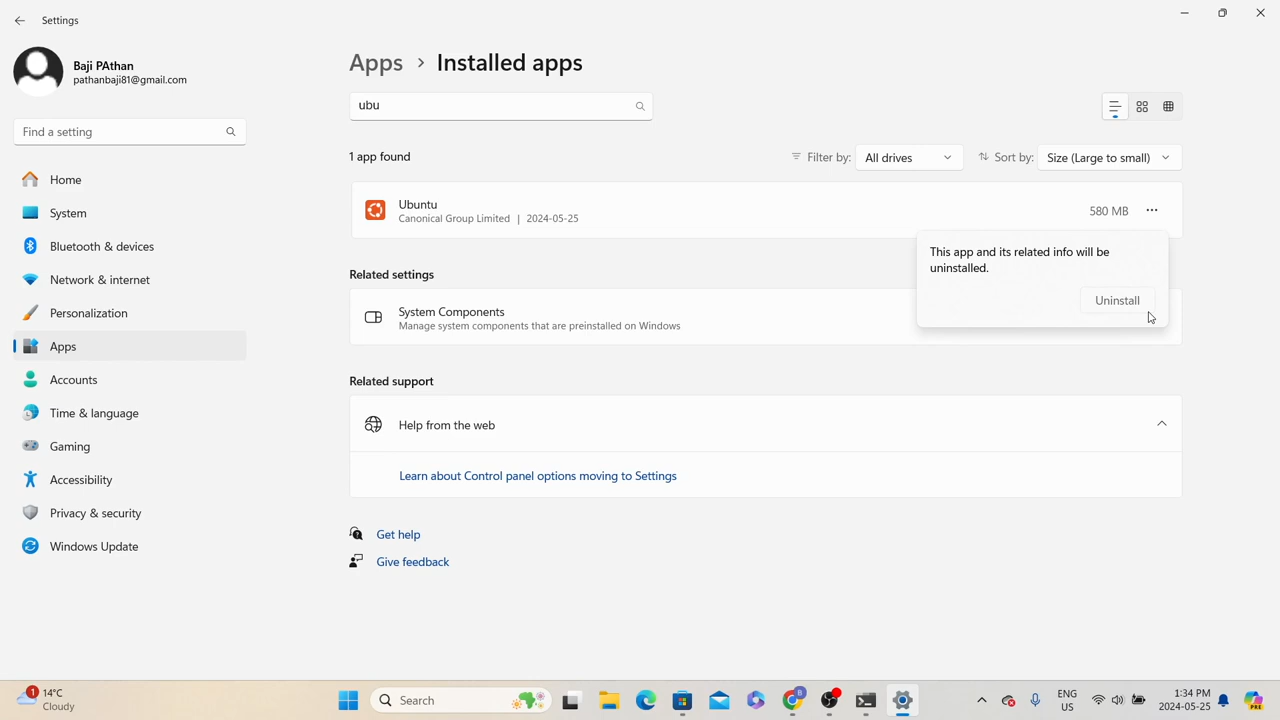 Settings
Baji PAthan
pathanbaji81@gmail.com
Find a setting
Home
System
Bluetooth & devices
Network & internet
Personalization
Apps
Accounts
Time & language
Gaming
Accessibility
Privacy & security
Windows Update
Apps > Installed apps
ubu
1 app found
Filter by: All drives
Sort by: Size (Large to small)
Ubuntu
Canonical Group Limited | 2024-05-25
580 MB
This app and its related info will be
uninstalled.
Uninstall
Related settings
System Components
Manage system components that are preinstalled on Windows
Related support
Help from the web
Learn about Control panel options moving to Settings
Get help
Give feedback
1
14°C
Cloudy
Search
ENG
US
1:34 PM
2024-05-25